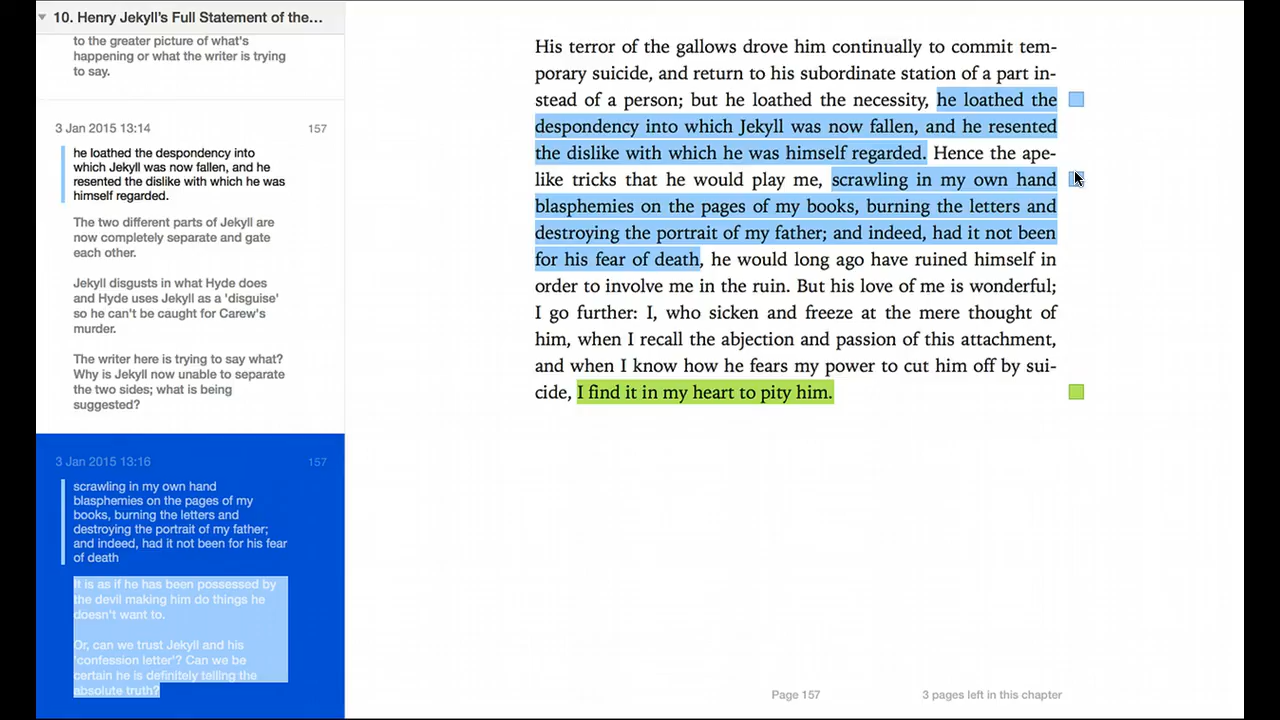 10. Henry Jekyll's Full Statement of the…
to the greater picture of what's
happening or what the writer is trying
to say.
3 Jan 2015 13:14 157
he loathed the despondency into
which Jekyll was now fallen, and he
resented the dislike with which he was
himself regarded.
The two different parts of Jekyll are
now completely separate and gate
each other.
Jekyll disgusts in what Hyde does
and Hyde uses Jekyll as a 'disguise'
so he can't be caught for Carew's
murder.
The writer here is trying to say what?
Why is Jekyll now unable to separate
the two sides; what is being
suggested?
3 Jan 2015 13:16 157
scrawling in my own hand
blasphemies on the pages of my
books, burning the letters and
destroying the portrait of my father;
and indeed, had it not been for his fear
of death
It is as if he has been possessed by
the devil making him do things he
doesn't want to.
Or, can we trust Jekyll and his
'confession letter'? Can we be
certain he is definitely telling the
absolute truth?
His terror of the gallows drove him continually to commit tem-
porary suicide, and return to his subordinate station of a part in-
stead of a person; but he loathed the necessity, he loathed the
despondency into which Jekyll was now fallen, and he resented
the dislike with which he was himself regarded. Hence the ape-
like tricks that he would play me, scrawling in my own hand
blasphemies on the pages of my books, burning the letters and
destroying the portrait of my father; and indeed, had it not been
for his fear of death, he would long ago have ruined himself in
order to involve me in the ruin. But his love of me is wonderful;
I go further: I, who sicken and freeze at the mere thought of
him, when I recall the abjection and passion of this attachment,
and when I know how he fears my power to cut him off by sui-
cide, I find it in my heart to pity him.
Page 157 3 pages left in this chapter